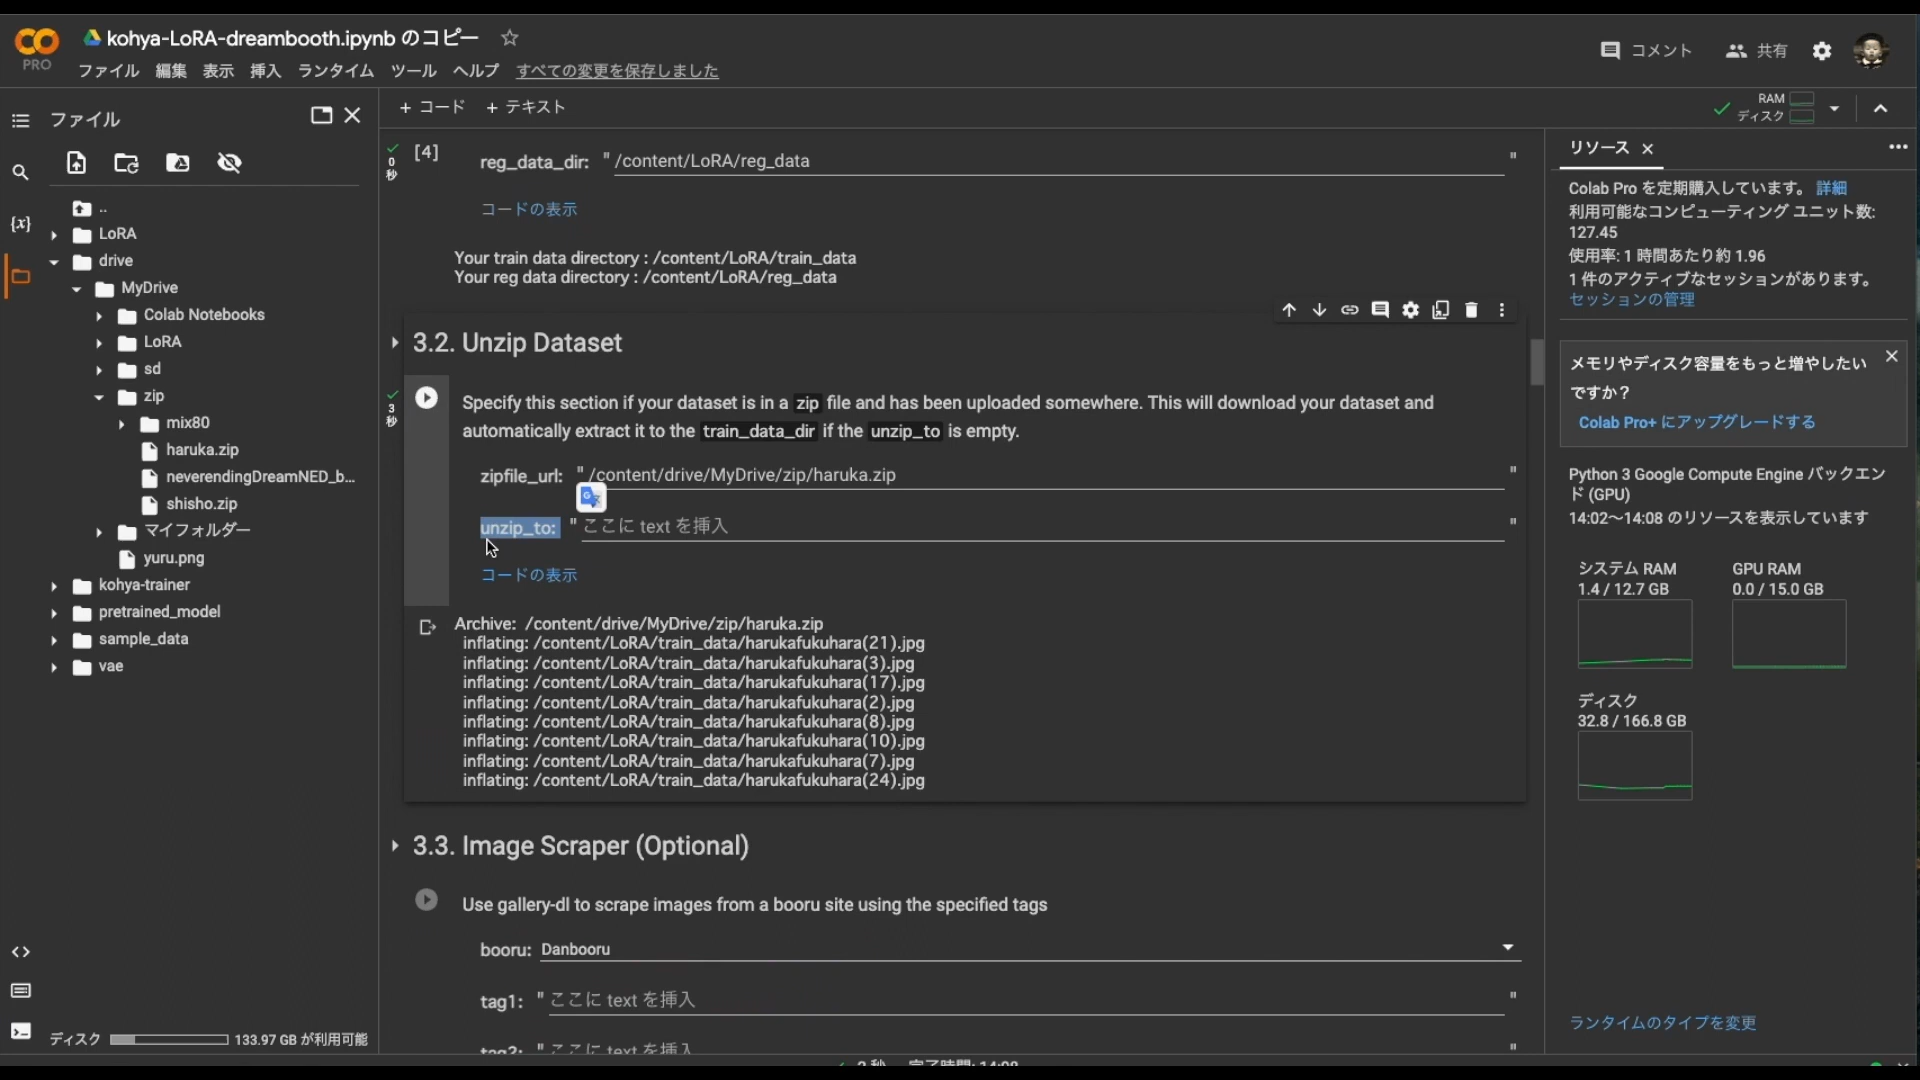 kohya-LoRA-dreambooth.ipynb のコピー
PRO
ファイル 編集 表示 挿入 ランタイム ツール ヘルプ すべての変更を保存しました
コメント
共有
ファイル
+ コード + テキスト
RAM
ディスク
..
LoRA
drive
MyDrive
Colab Notebooks
LoRA
sd
zip
mix80
haruka.zip
neverendingDreamNED_b...
shisho.zip
マイフォルダー
yuru.png
kohya-trainer
pretrained_model
sample_data
vae
{x}
ディスク 133.97 GB が利用可能
0
秒
[4]
reg_data_dir: " /content/LoRA/reg_data "
コードの表示
Your train data directory : /content/LoRA/train_data
Your reg data directory : /content/LoRA/reg_data
3.2. Unzip Dataset
3
秒
Specify this section if your dataset is in a zip file and has been uploaded somewhere. This will download your dataset and
automatically extract it to the train_data_dir if the unzip_to is empty.
zipfile_url: " /content/drive/MyDrive/zip/haruka.zip "
unzip_to: " ここに text を挿入 "
コードの表示
Archive: /content/drive/MyDrive/zip/haruka.zip
inflating: /content/LoRA/train_data/harukafukuhara(21).jpg
inflating: /content/LoRA/train_data/harukafukuhara(3).jpg
inflating: /content/LoRA/train_data/harukafukuhara(17).jpg
inflating: /content/LoRA/train_data/harukafukuhara(2).jpg
inflating: /content/LoRA/train_data/harukafukuhara(8).jpg
inflating: /content/LoRA/train_data/harukafukuhara(10).jpg
inflating: /content/LoRA/train_data/harukafukuhara(7).jpg
inflating: /content/LoRA/train_data/harukafukuhara(24).jpg
3.3. Image Scraper (Optional)
Use gallery-dl to scrape images from a booru site using the specified tags
booru: Danbooru
tag1: " ここに text を挿入 "
tag2: " ここに text を挿入 "
2 秒 完了時間: 14:08
リソース
Colab Pro を定期購入しています。 詳細
利用可能なコンピューティング ユニット数:
127.45
使用率: 1 時間あたり約 1.96
1 件のアクティブなセッションがあります。
セッションの管理
メモリやディスク容量をもっと増やしたい
ですか？
Colab Pro+ にアップグレードする
Python 3 Google Compute Engine バックエン
ド (GPU)
14:02～14:08 のリソースを表示しています
システム RAM
1.4 / 12.7 GB
GPU RAM
0.0 / 15.0 GB
ディスク
32.8 / 166.8 GB
ランタイムのタイプを変更